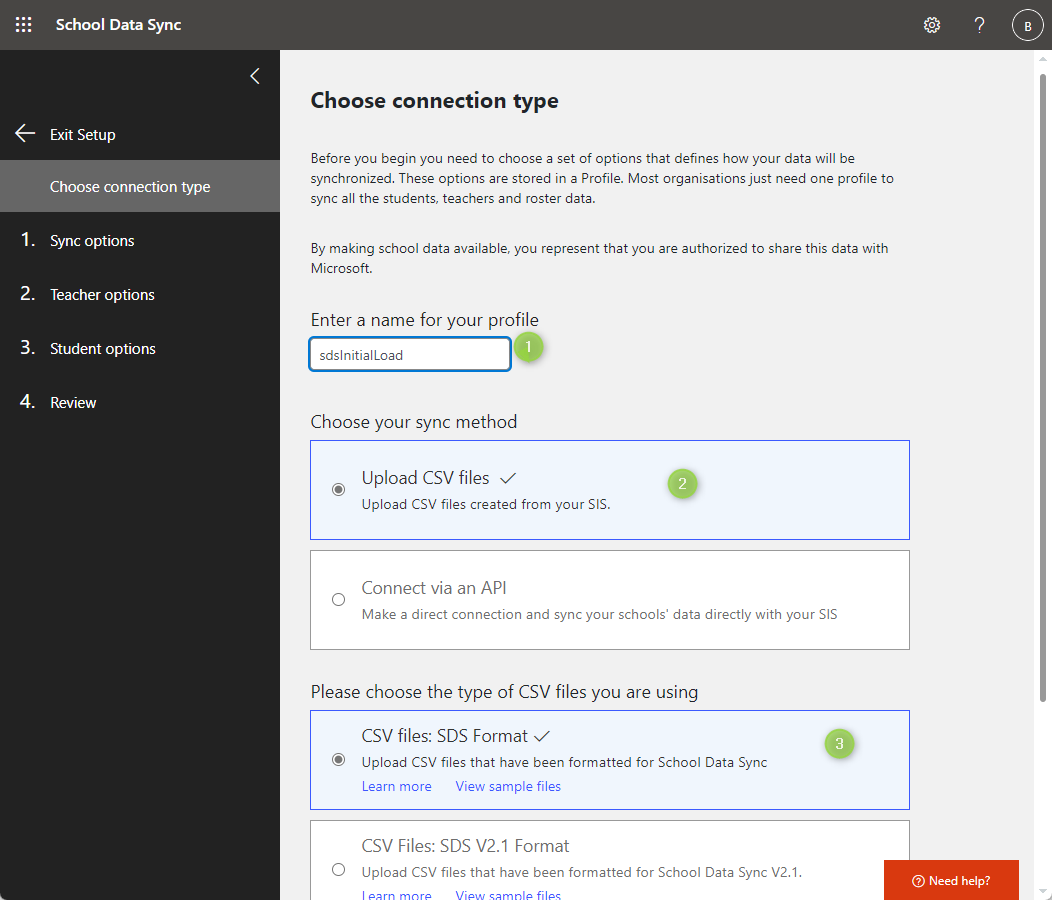 School Data Sync
?
B
Exit Setup
Choose connection type
1. Sync options
2. Teacher options
3. Student options
4. Review
Choose connection type
Before you begin you need to choose a set of options that defines how your data will be
synchronized. These options are stored in a Profile. Most organisations just need one profile to
sync all the students, teachers and roster data.
By making school data available, you represent that you are authorized to share this data with
Microsoft.
Enter a name for your profile
sdsInitialLoad
1
Choose your sync method
Upload CSV files
2
Upload CSV files created from your SIS.
Connect via an API
Make a direct connection and sync your schools' data directly with your SIS
Please choose the type of CSV files you are using
CSV files: SDS Format
3
Upload CSV files that have been formatted for School Data Sync
Learn more View sample files
CSV Files: SDS V2.1 Format
Upload CSV files that have been formatted for School Data Sync V2.1.
Learn more View sample files
Need help?